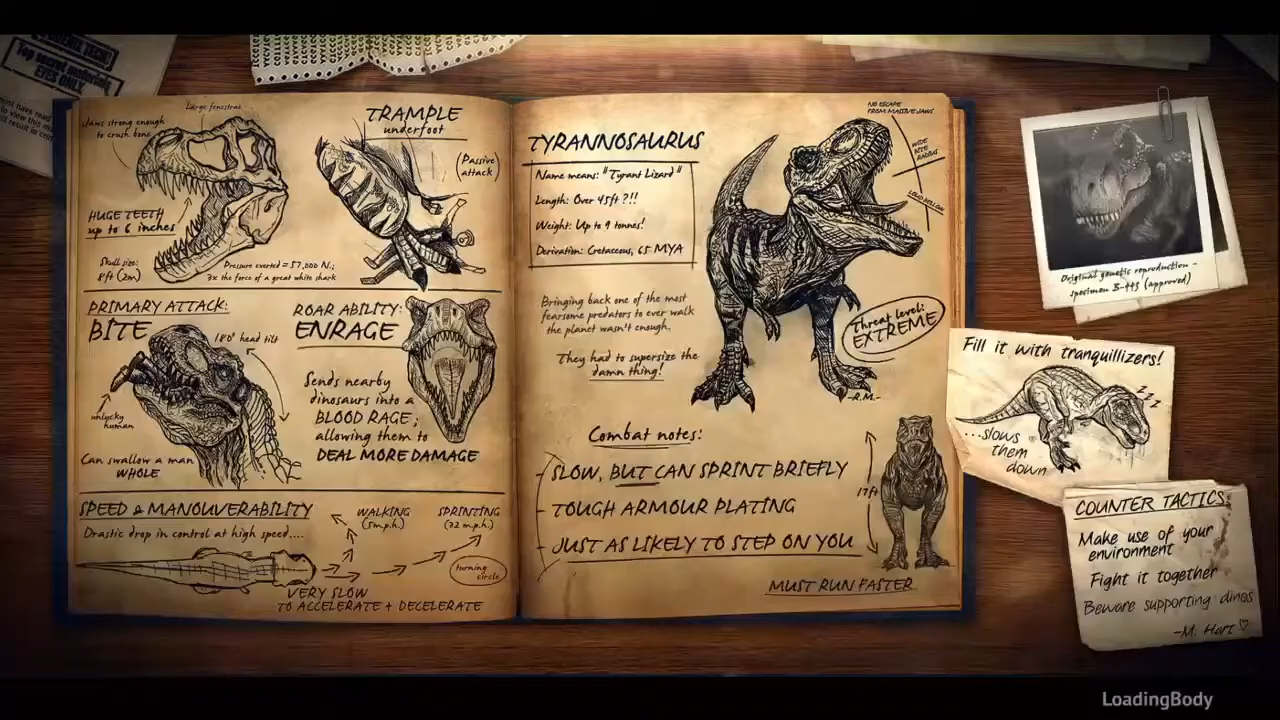 Top secret materials
EYES ONLY
Large fenestrae
Jaws strong enough
to crush bone
HUGE TEETH
up to 6 inches
Skull size:
8ft (2m)
Pressure exerted = 57,000 N.;
3x the force of a great white shark
TRAMPLE
underfoot
(Passive
attack)
PRIMARY ATTACK:
BITE
180° head tilt
unlucky
human
Can swallow a man
WHOLE
ROAR ABILITY:
ENRAGE
Sends nearby
dinosaurs into a
BLOOD RAGE;
allowing them to
DEAL MORE DAMAGE
SPEED & MANOUVERABILITY
Drastic drop in control at high speed....
WALKING
(5m.p.h.)
SPRINTING
(22 m.p.h.)
turning
circle
VERY SLOW
TO ACCELERATE + DECELERATE
TYRANNOSAURUS
Name means: "Tyrant Lizard"
Length: Over 45ft?!!
Weight: Up to 9 tonnes!
Derivation: Cretaceous, 65 MYA
NO ESCAPE
FROM MASSIVE JAWS
WIDE
BITE
RADIUS
LOUD BELLOW
Bringing back one of the most
fearsome predators to ever walk
the planet wasn't enough.
They had to supersize the
damn thing!
Threat level:
EXTREME
-R.M.-
Combat notes:
- SLOW, BUT CAN SPRINT BRIEFLY
- TOUGH ARMOUR PLATING
- JUST AS LIKELY TO STEP ON YOU
17ft
MUST RUN FASTER
Original genetic reproduction -
specimen B-443 (approved)
Fill it with tranquillizers!
z z z
...slows
them
down
COUNTER TACTICS
Make use of your
environment
Fight it together
Beware supporting dinos
-M. Hart ♡
LoadingBody